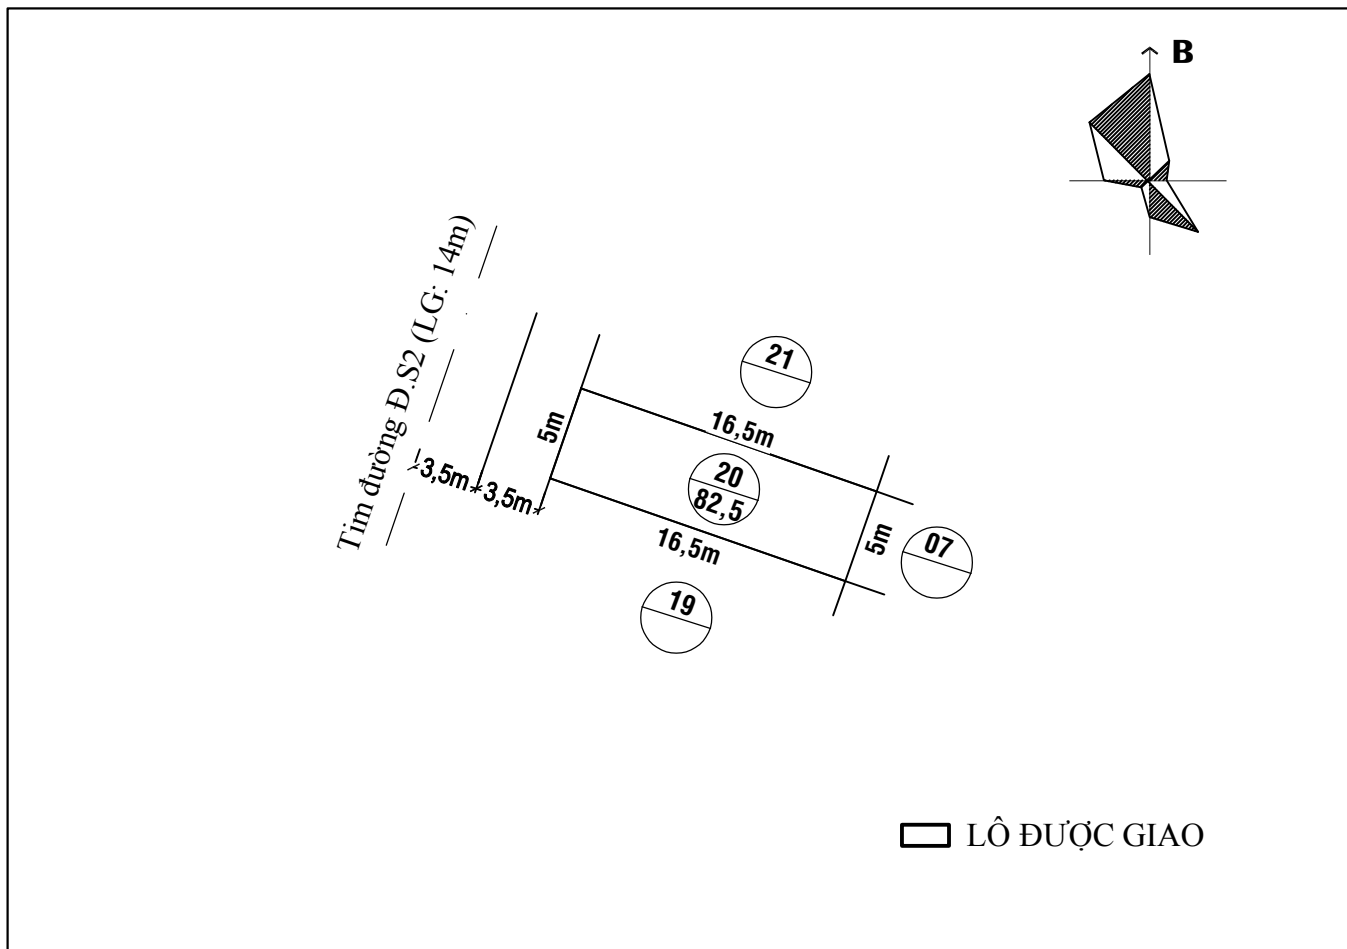 B
Tim đường Đ.S2 (LG: 14m)
21
16,5m
5m
3,5m
3,5m
20
82,5
16,5m
5m
07
19
LÔ ĐƯỢC GIAO